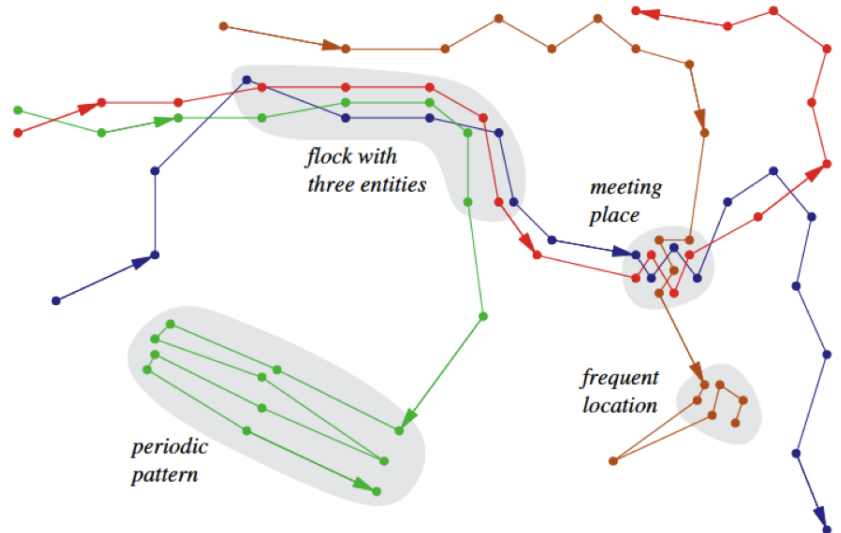 flock with
three entities
meeting
place
frequent
location
periodic
pattern